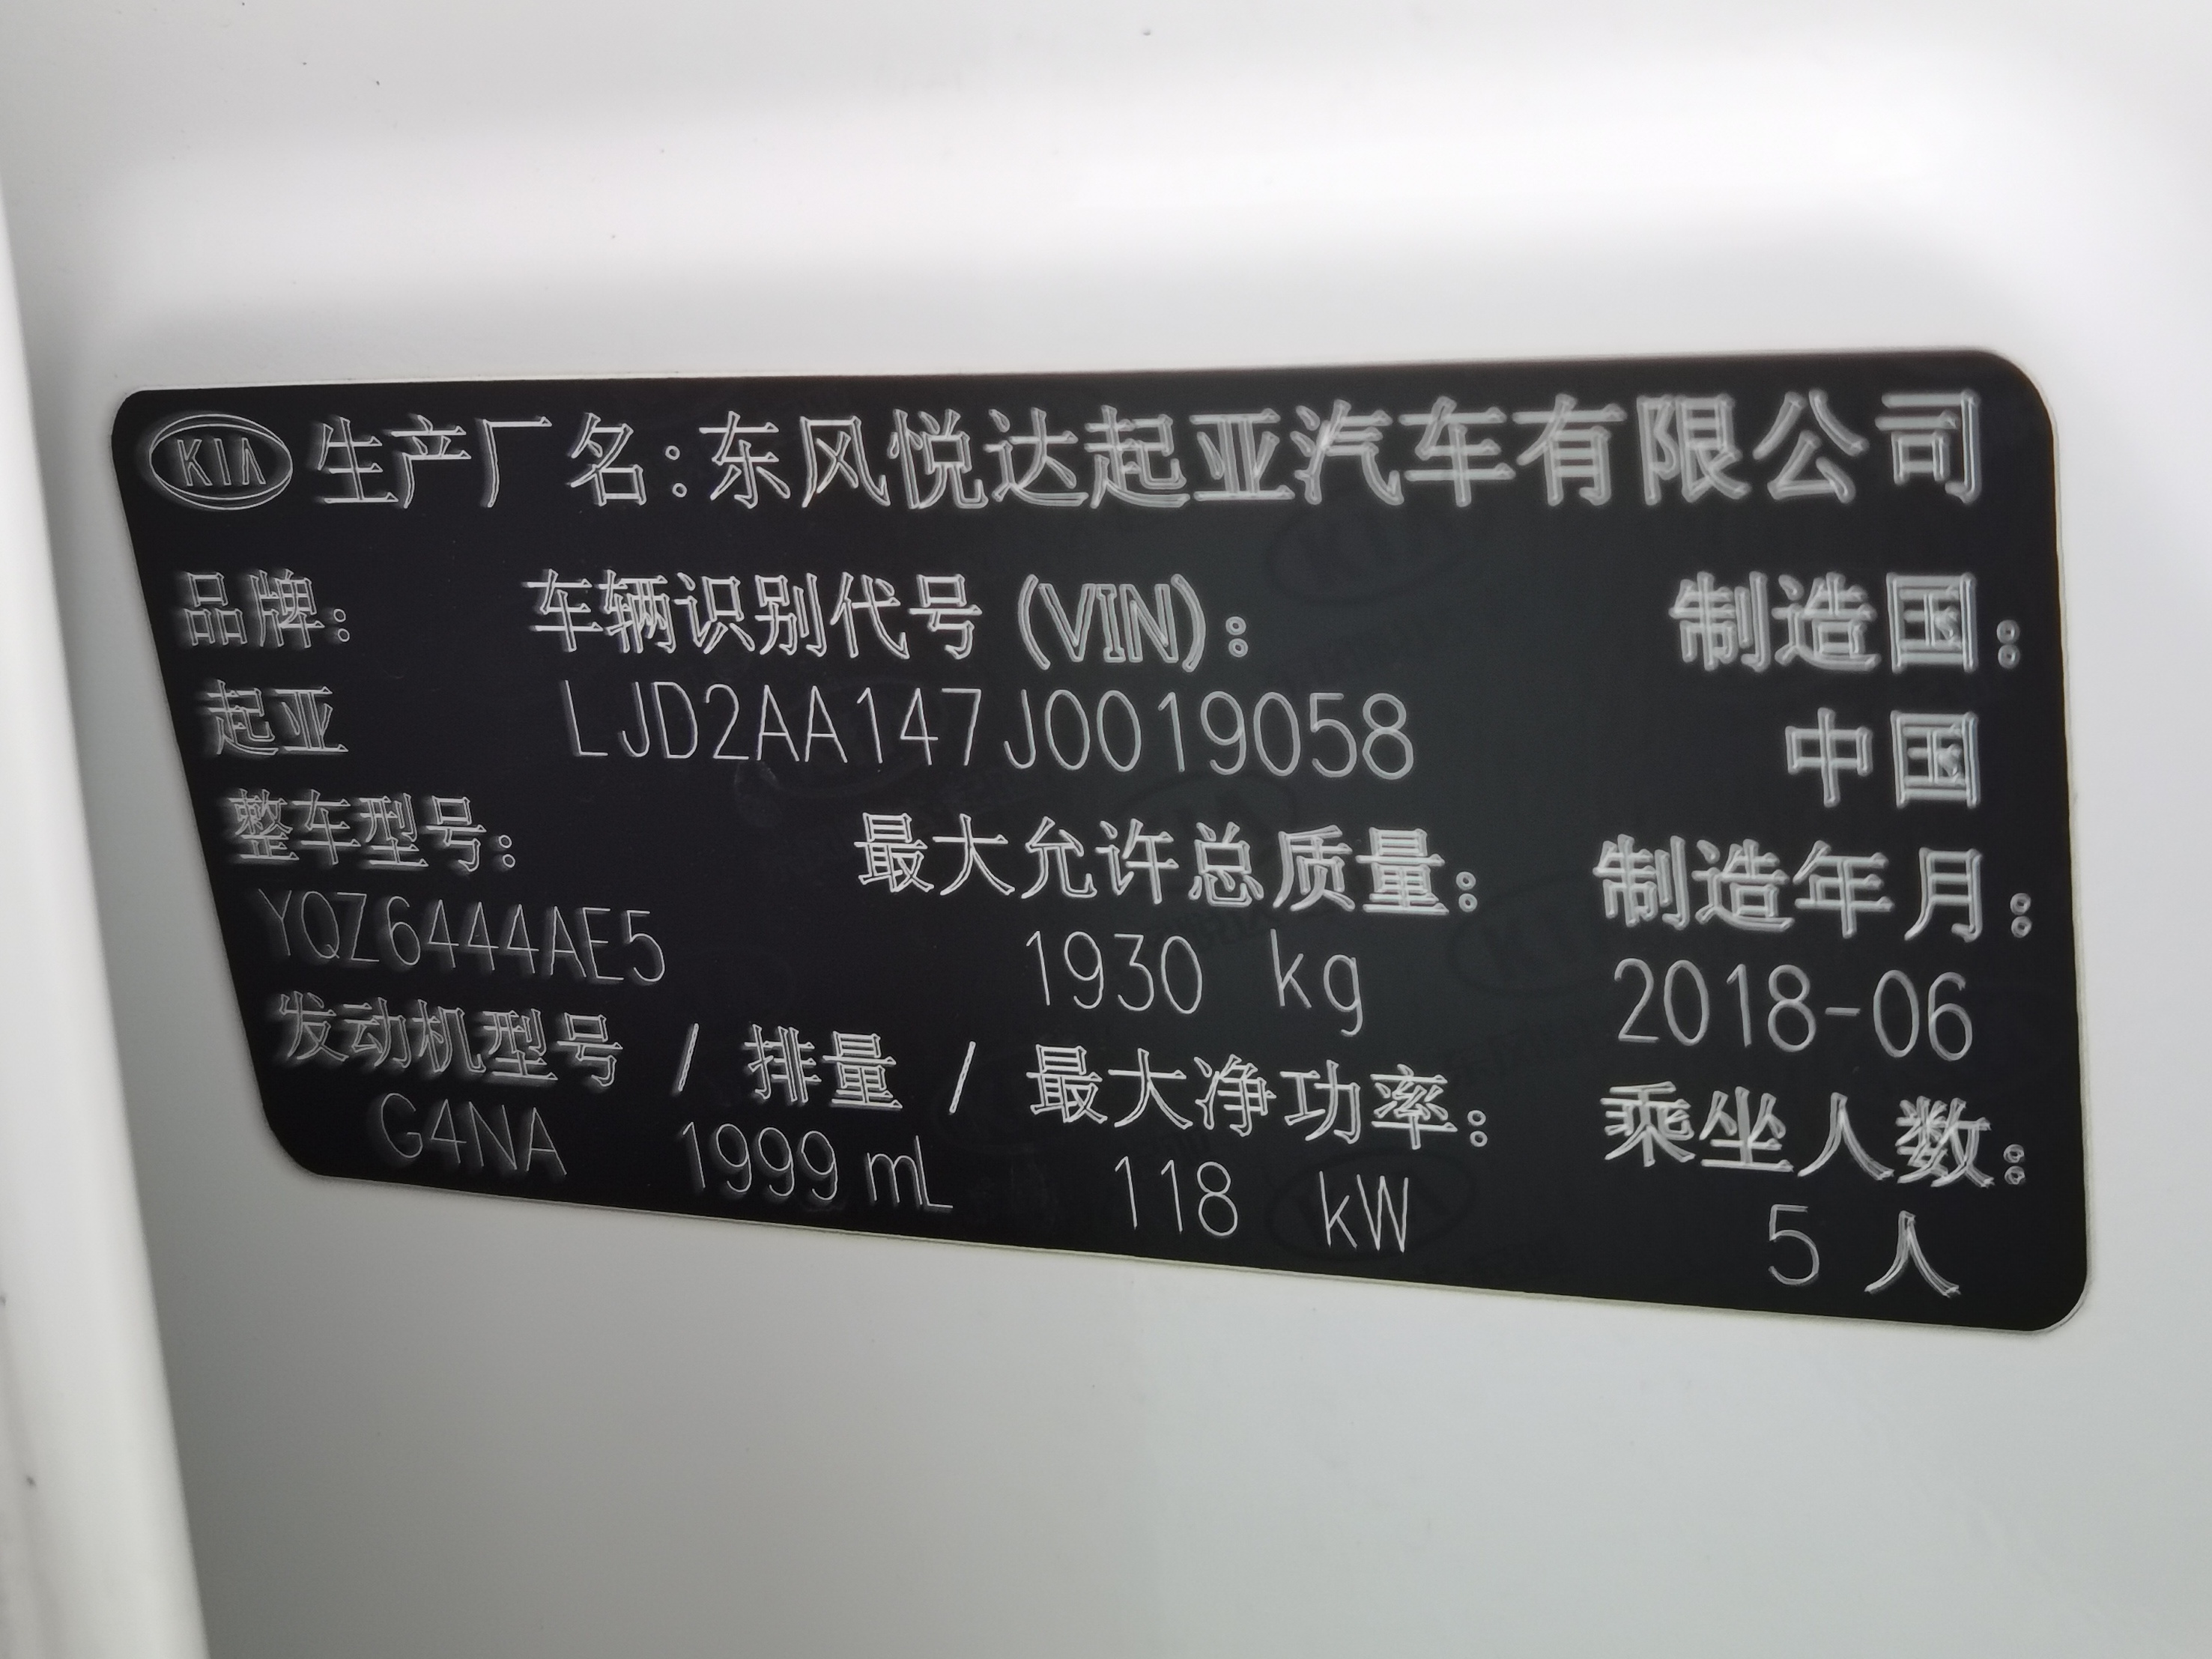 KIA 生产厂名:东风悦达起亚汽车有限公司
品牌: 车辆识别代号(VIN): 制造国:
起亚 LJD2AA147J0019058 中国
整车型号: 最大允许总质量: 制造年月:
YQZ6444AE5 1930 kg 2018-06
发动机型号 / 排量 / 最大净功率: 乘坐人数:
G4NA 1999 mL 118 kW 5 人